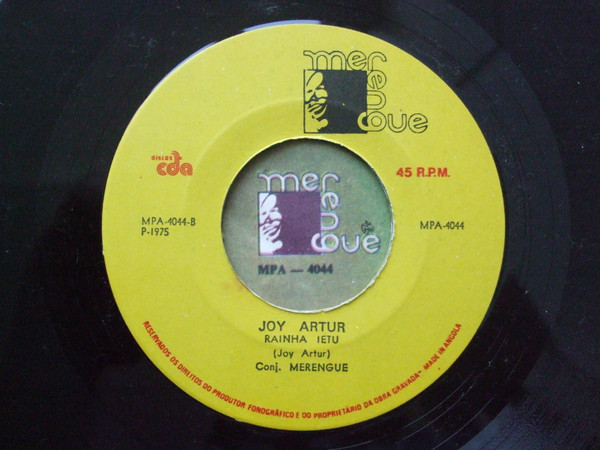 merengue
DISCOS
cda
45 R.P.M.
MPA-4044-B
P-1975
MPA-4044
merengue
MPA — 4044
JOY ARTUR
RAINHA IETU
(Joy Artur)
Conj. MERENGUE
RESERVADOS OS DIREITOS DO PRODUTOR FONOGRÁFICO E DO PROPRIETÁRIO DA OBRA GRAVADA - MADE IN ANGOLA